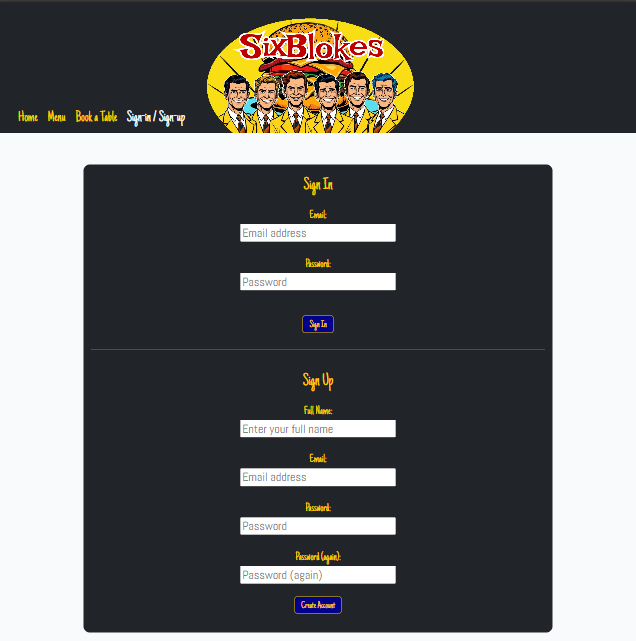 SixBlokes
Home Menu Book a Table Sign-in / Sign-up
Sign In
Email:
Email address
Password:
Password
Sign In
Sign Up
Full Name:
Enter your full name
Email:
Email address
Password:
Password
Password (again):
Password (again)
Create Account